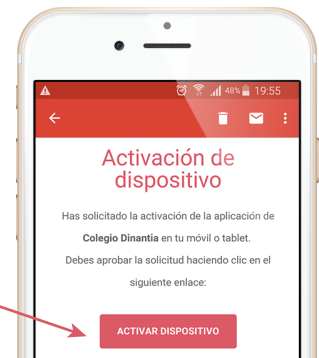 48% 19:55
Activación de
dispositivo
Has solicitado la activación de la aplicación de
Colegio Dinantia en tu móvil o tablet.
Debes aprobar la solicitud haciendo clic en el
siguiente enlace:
ACTIVAR DISPOSITIVO